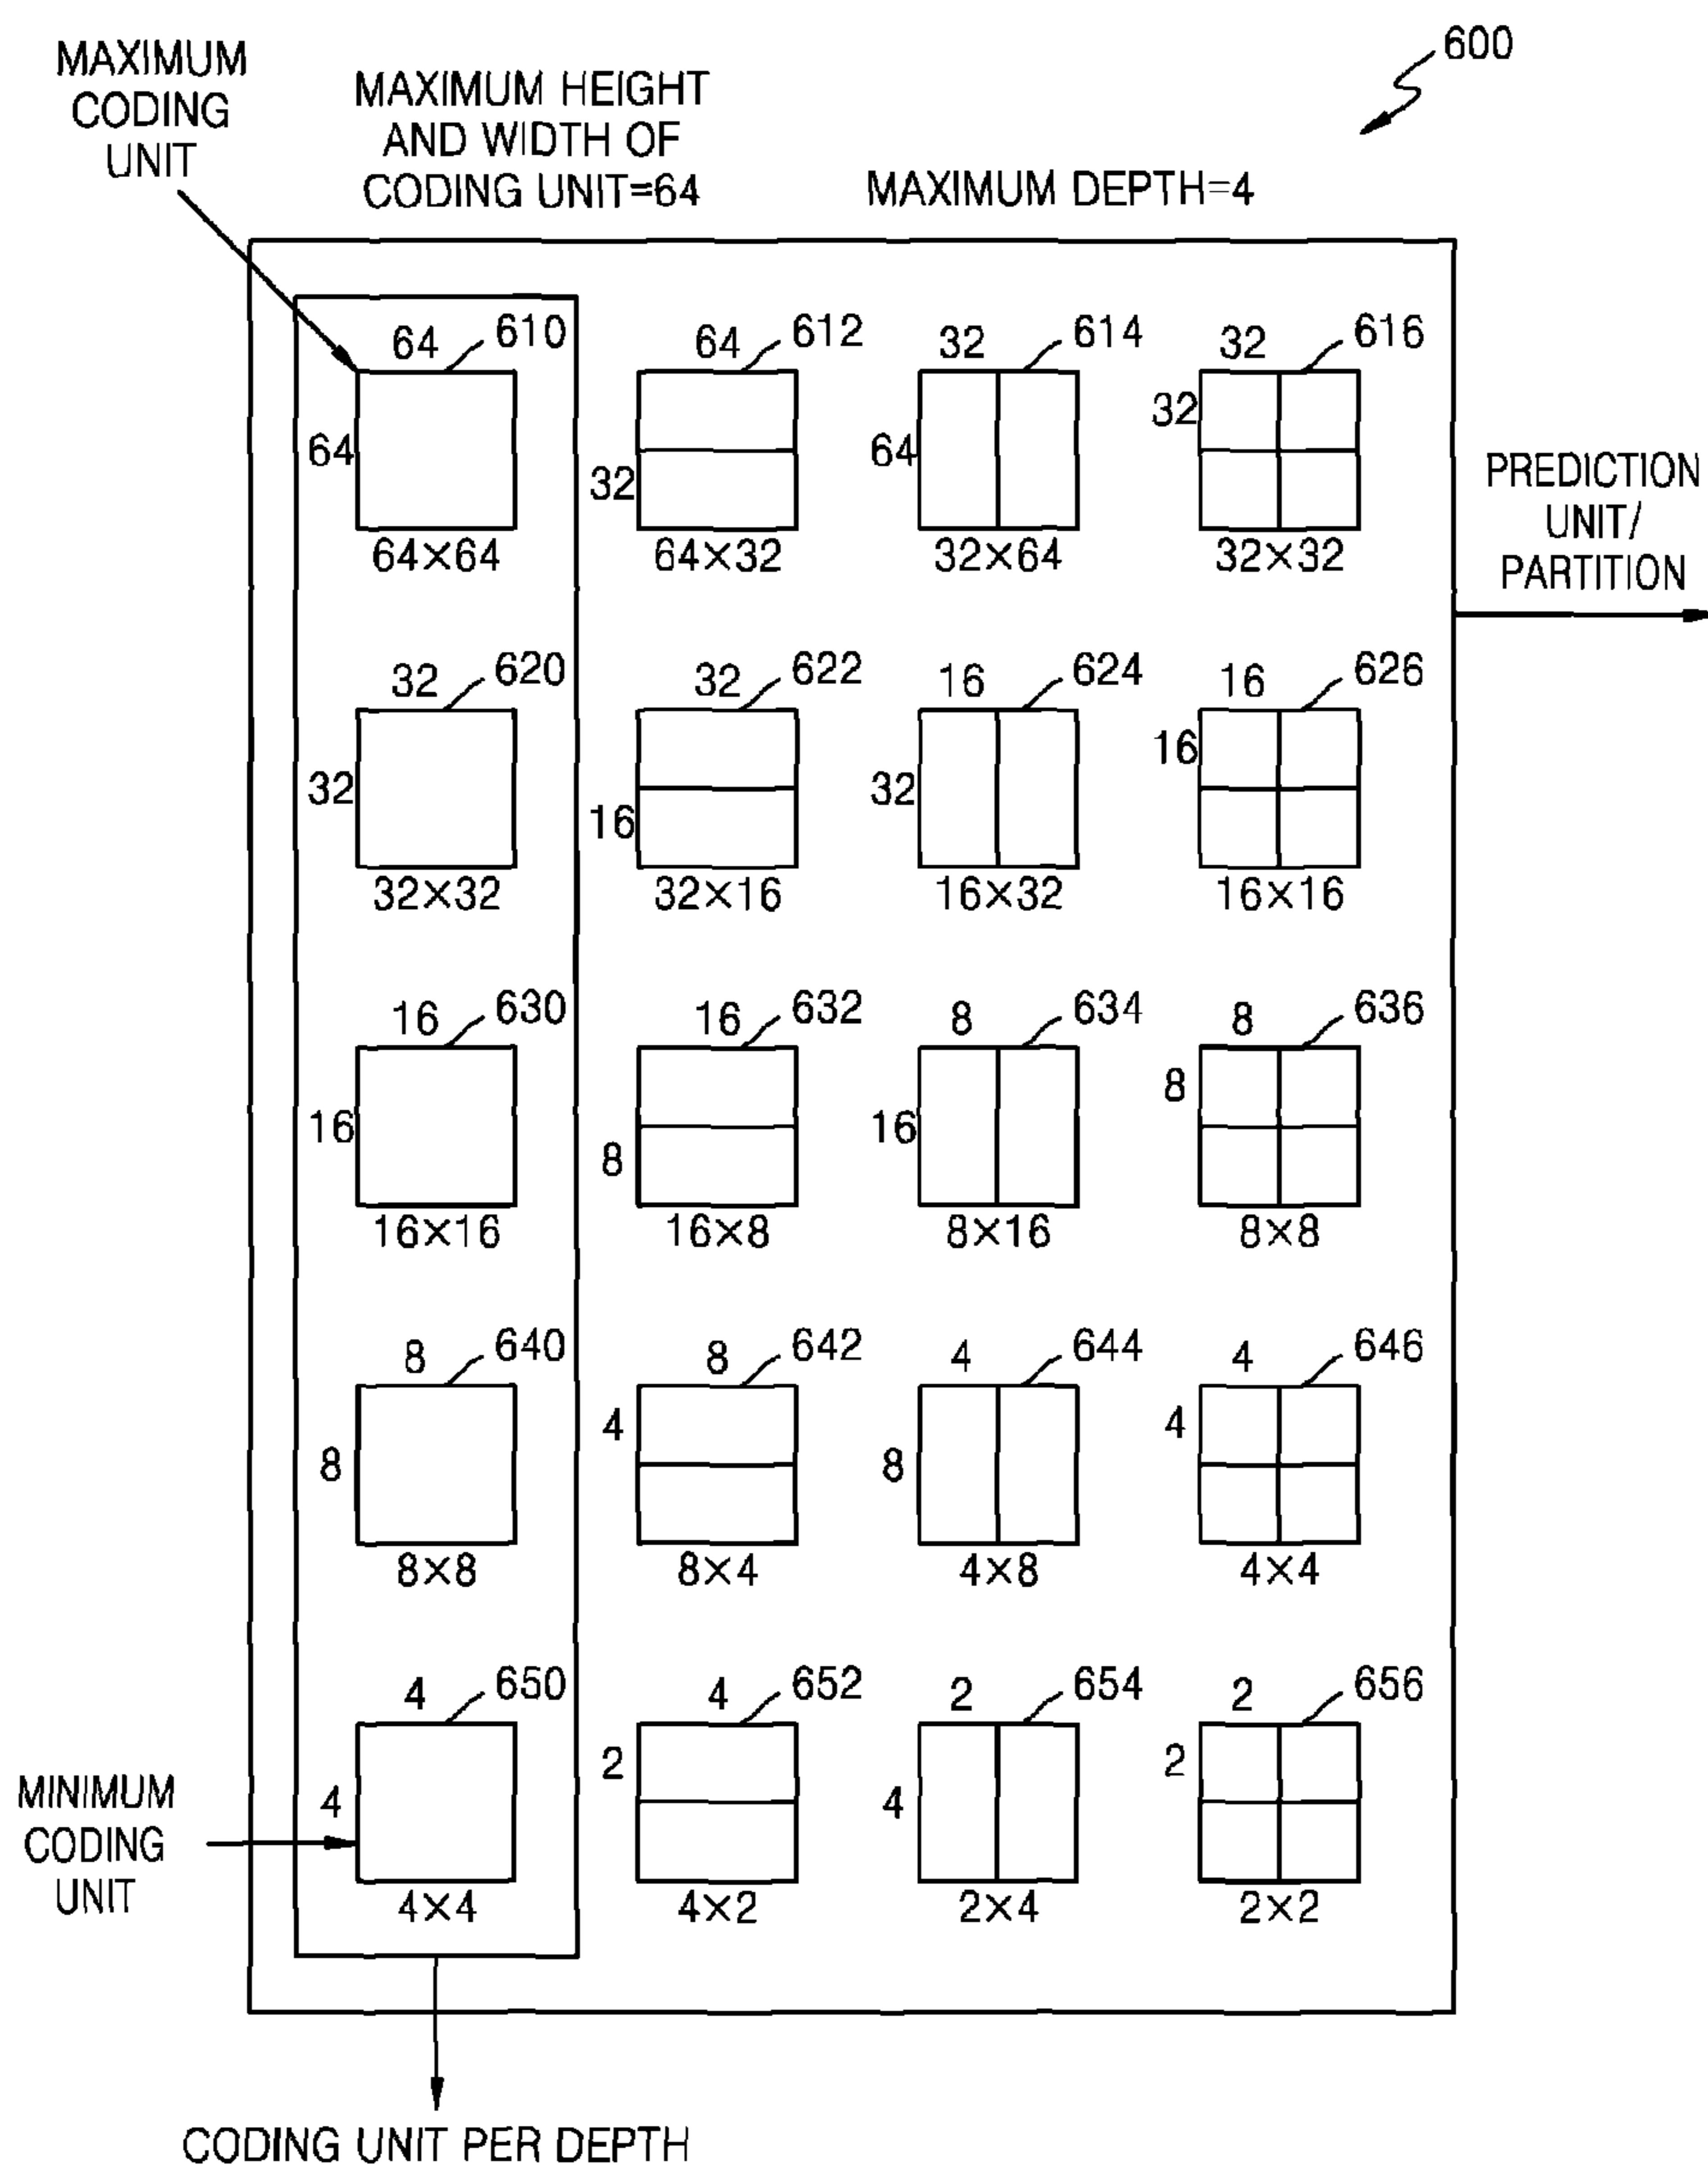 600
MAXIMUM
CODING
UNIT
MAXIMUM HEIGHT
AND WIDTH OF
CODING UNIT=64
MAXIMUM DEPTH=4
64 610 64 612 32 614 32 616
64 32 64 32
64×64 64×32 32×64 32×32
PREDICTION
UNIT/
PARTITION
32 620 32 622 16 624 16 626
32 16 32 16
32×32 32×16 16×32 16×16
16 630 16 632 8 634 8 636
16 8 16 8
16×16 16×8 8×16 8×8
8 640 8 642 4 644 4 646
8 4 8 4
8×8 8×4 4×8 4×4
4 650 4 652 2 654 2 656
4 2 4 2
4×4 4×2 2×4 2×2
MINIMUM
CODING
UNIT
CODING UNIT PER DEPTH